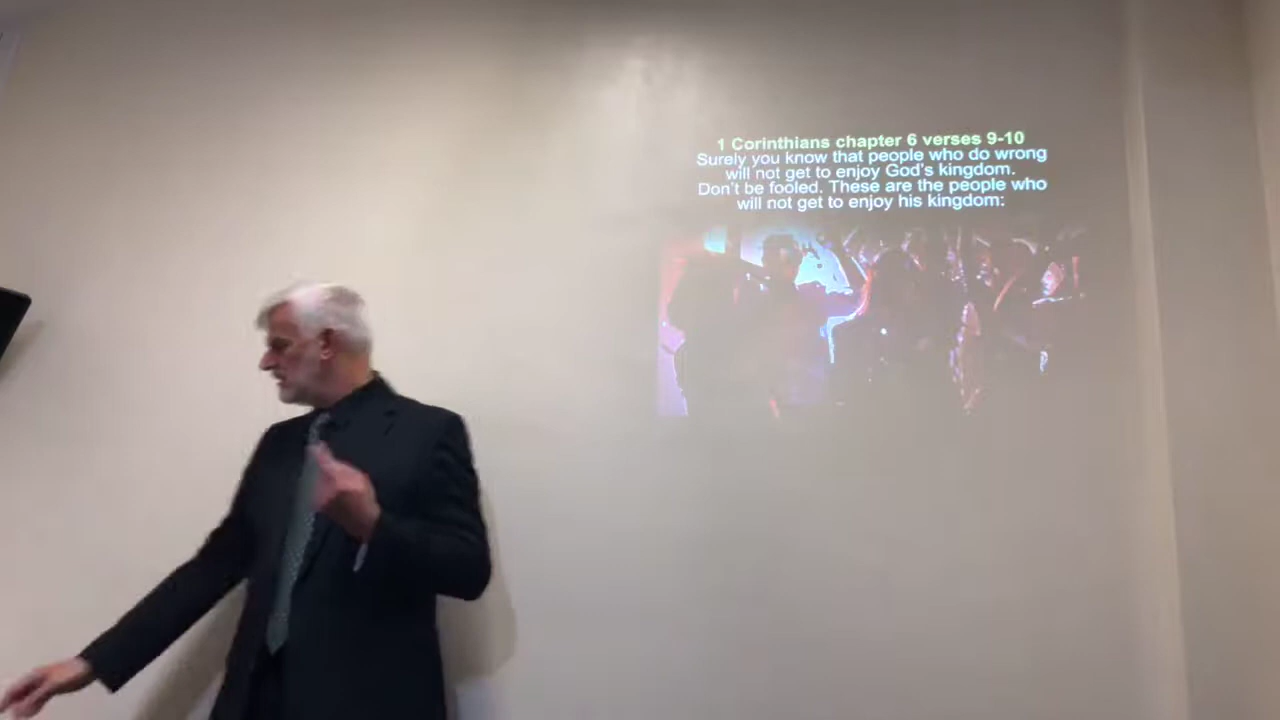 1 Corinthians chapter 6 verses 9-10
Surely you know that people who do wrong
will not get to enjoy God's kingdom.
Don't be fooled. These are the people who
will not get to enjoy his kingdom: